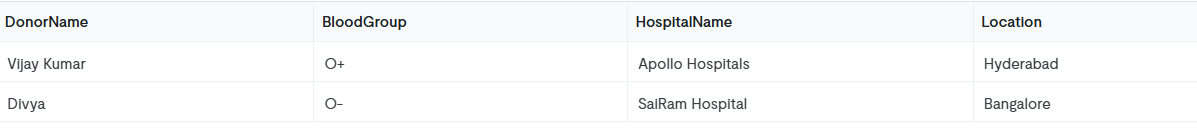 DonorName BloodGroup HospitalName Location
Vijay Kumar O+ Apollo Hospitals Hyderabad
Divya O- SaiRam Hospital Bangalore